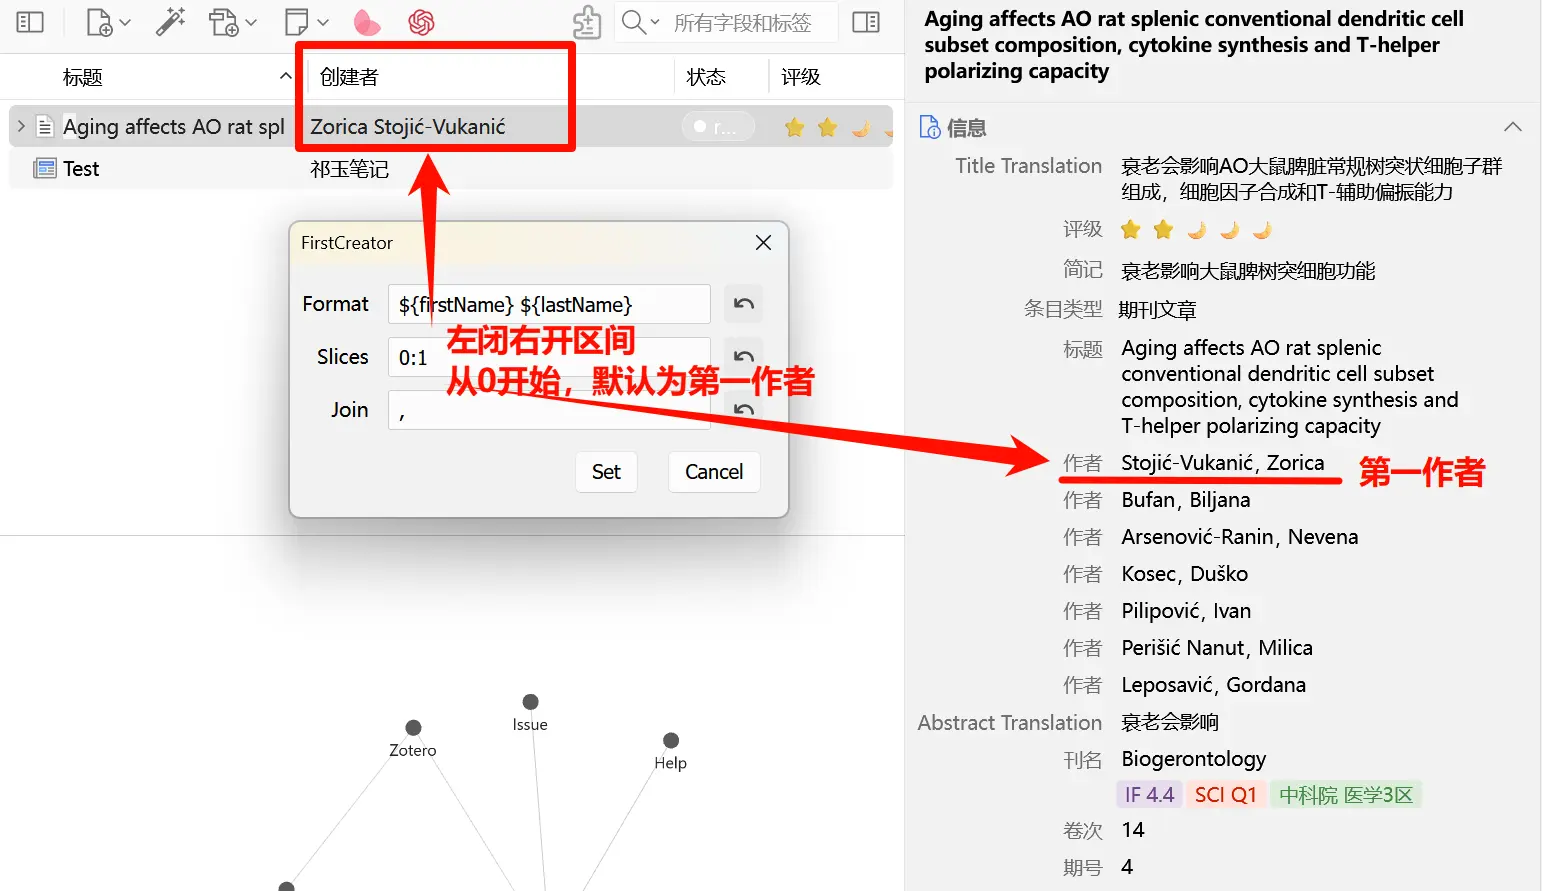 所有字段和标签
标题
创建者
状态
评级
Aging affects AO rat spl
Zorica Stojić-Vukanić
r...
Test
祁玉笔记
FirstCreator
Format
${firstName} ${lastName}
Slices
0:1
Join
,
左闭右开区间
从0开始，默认为第一作者
Set
Cancel
Issue
Zotero
Help
Aging affects AO rat splenic conventional dendritic cell
subset composition, cytokine synthesis and T-helper
polarizing capacity
信息
Title Translation
衰老会影响AO大鼠脾脏常规树突状细胞子群
组成，细胞因子合成和T-辅助偏振能力
评级
简记
衰老影响大鼠脾树突细胞功能
条目类型
期刊文章
标题
Aging affects AO rat splenic
conventional dendritic cell subset
composition, cytokine synthesis and
T-helper polarizing capacity
作者
Stojić-Vukanić, Zorica
第一作者
作者
Bufan, Biljana
作者
Arsenović-Ranin, Nevena
作者
Kosec, Duško
作者
Pilipović, Ivan
作者
Perišić Nanut, Milica
作者
Leposavić, Gordana
Abstract Translation
衰老会影响
刊名
Biogerontology
IF 4.4
SCI Q1
中科院 医学3区
卷次
14
期号
4